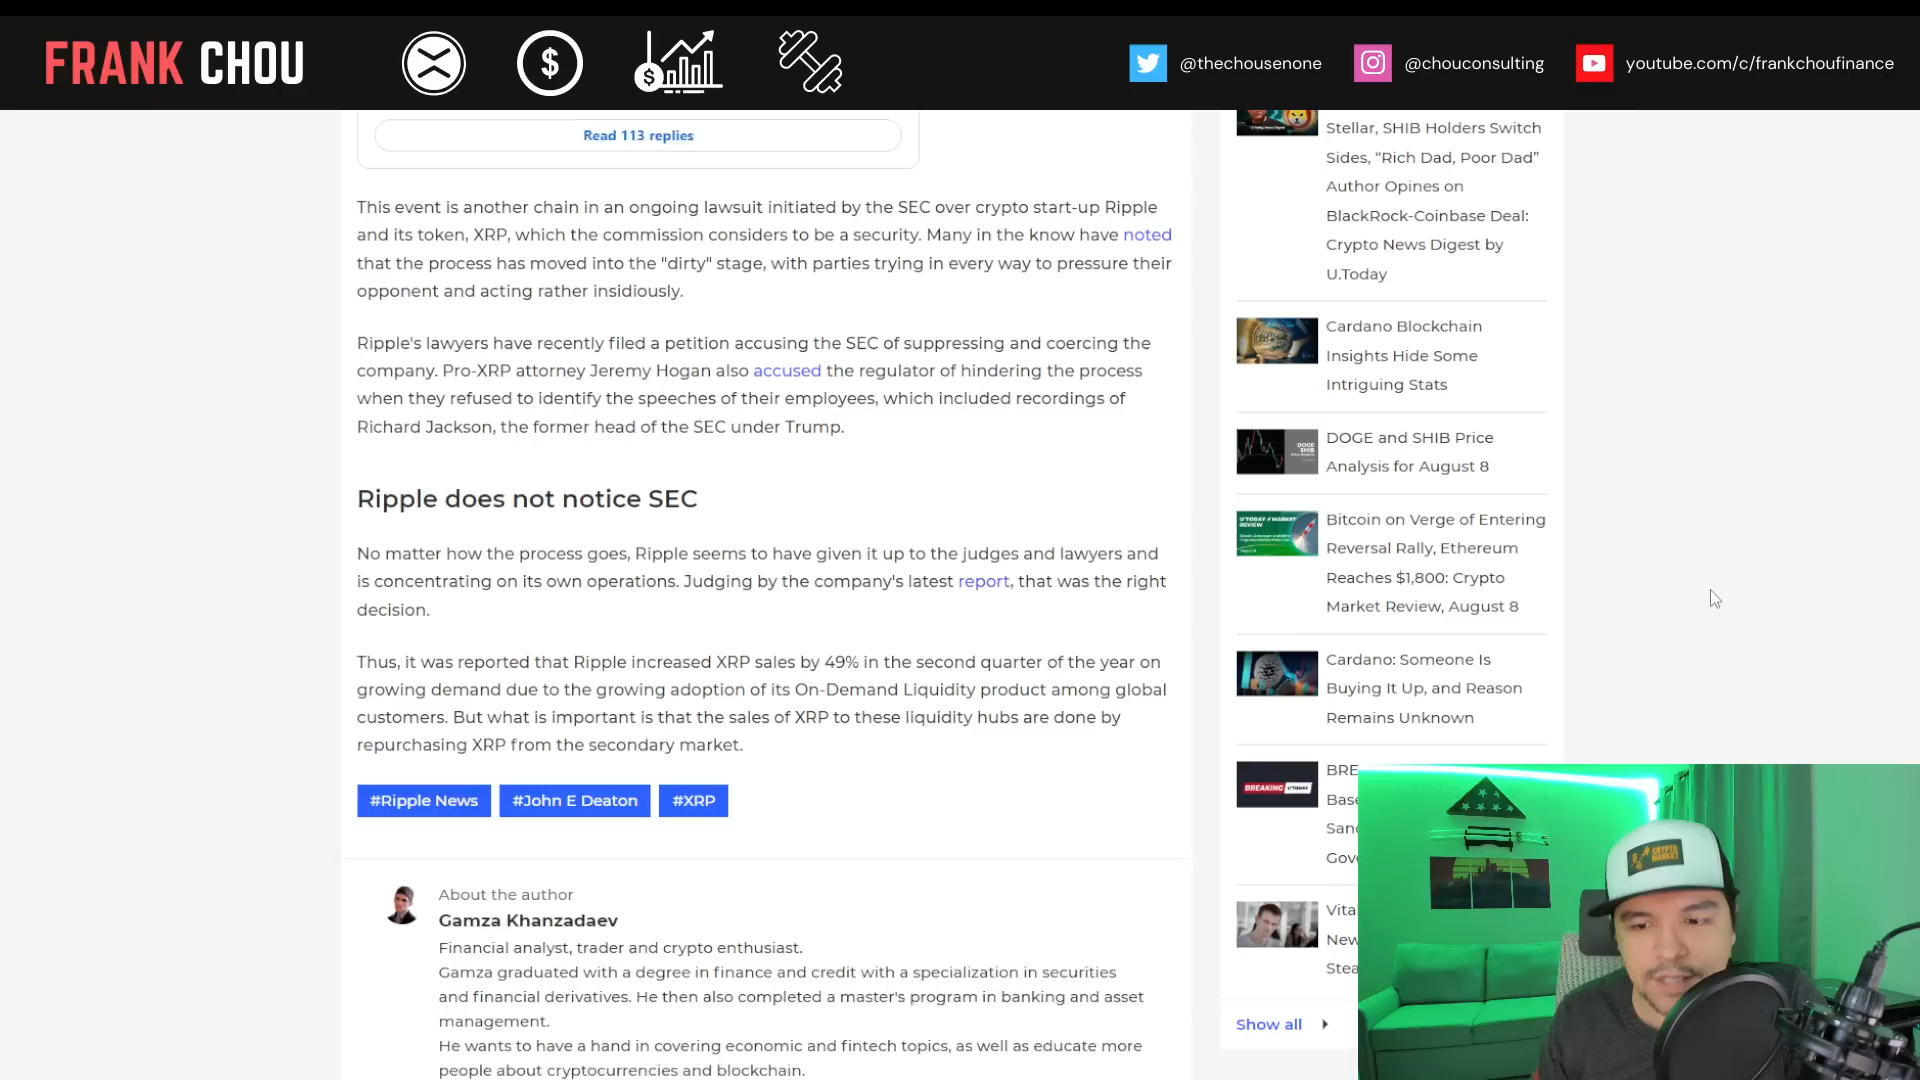 FRANK CHOU
@thechousenone
@chouconsulting
youtube.com/c/frankchoufinance
Read 113 replies
This event is another chain in an ongoing lawsuit initiated by the SEC over crypto start-up Ripple
and its token, XRP, which the commission considers to be a security. Many in the know have noted
that the process has moved into the "dirty" stage, with parties trying in every way to pressure their
opponent and acting rather insidiously.
Ripple's lawyers have recently filed a petition accusing the SEC of suppressing and coercing the
company. Pro-XRP attorney Jeremy Hogan also accused the regulator of hindering the process
when they refused to identify the speeches of their employees, which included recordings of
Richard Jackson, the former head of the SEC under Trump.
Ripple does not notice SEC
No matter how the process goes, Ripple seems to have given it up to the judges and lawyers and
is concentrating on its own operations. Judging by the company's latest report, that was the right
decision.
Thus, it was reported that Ripple increased XRP sales by 49% in the second quarter of the year on
growing demand due to the growing adoption of its On-Demand Liquidity product among global
customers. But what is important is that the sales of XRP to these liquidity hubs are done by
repurchasing XRP from the secondary market.
#Ripple News
#John E Deaton
#XRP
About the author
Gamza Khanzadaev
Financial analyst, trader and crypto enthusiast.
Gamza graduated with a degree in finance and credit with a specialization in securities
and financial derivatives. He then also completed a master's program in banking and asset
management.
He wants to have a hand in covering economic and fintech topics, as well as educate more
people about cryptocurrencies and blockchain.
Stellar, SHIB Holders Switch
Sides, “Rich Dad, Poor Dad”
Author Opines on
BlackRock-Coinbase Deal:
Crypto News Digest by
U.Today
Cardano Blockchain
Insights Hide Some
Intriguing Stats
DOGE
SHIB
DOGE and SHIB Price
Analysis for August 8
U'TODAY MARKET
REVIEW
Bitcoin on Verge of Entering
Reversal Rally, Ethereum
Reaches $1,800: Crypto
Market Review, August 8
Cardano: Someone Is
Buying It Up, and Reason
Remains Unknown
BREAKING U'TODAY
BRE
Base
Sanc
Gov
Vita
New
Stea
Show all
CRYPTO
MARKET